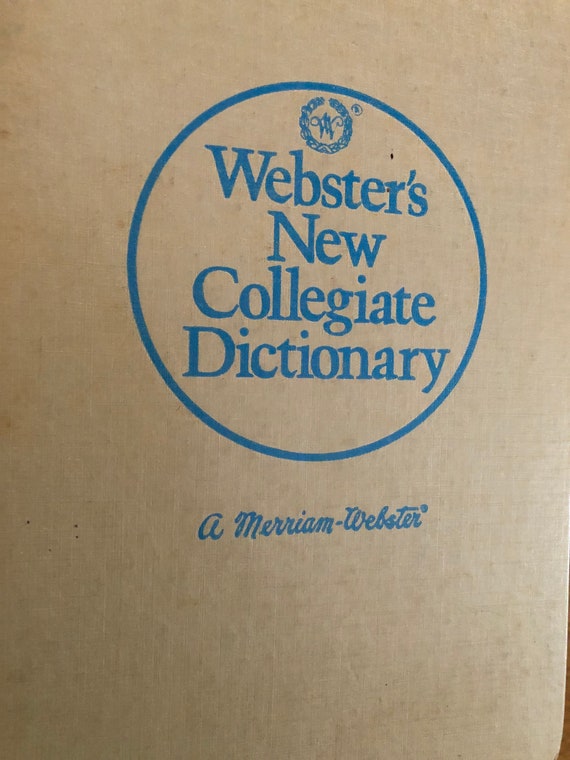 W ®
Webster's
New
Collegiate
Dictionary
A Merriam-Webster®